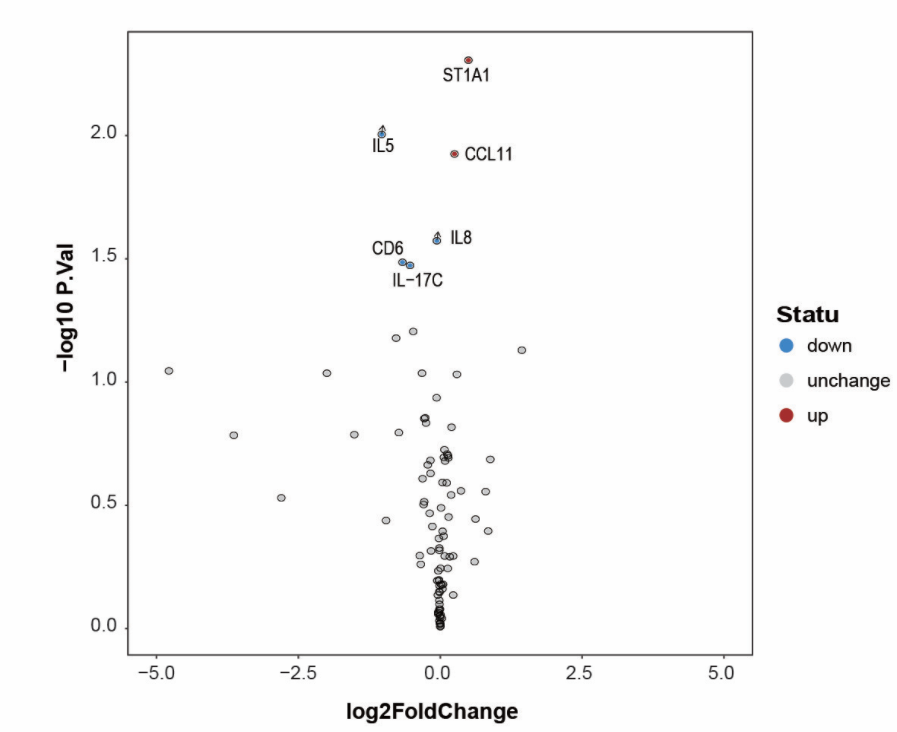 ST1A1
2.0
IL5
CCL11
IL8
CD6
1.5
IL−17C
−log10 P.Val
Statu
down
1.0
unchange
up
0.5
0.0
−5.0
−2.5
0.0
2.5
5.0
log2FoldChange